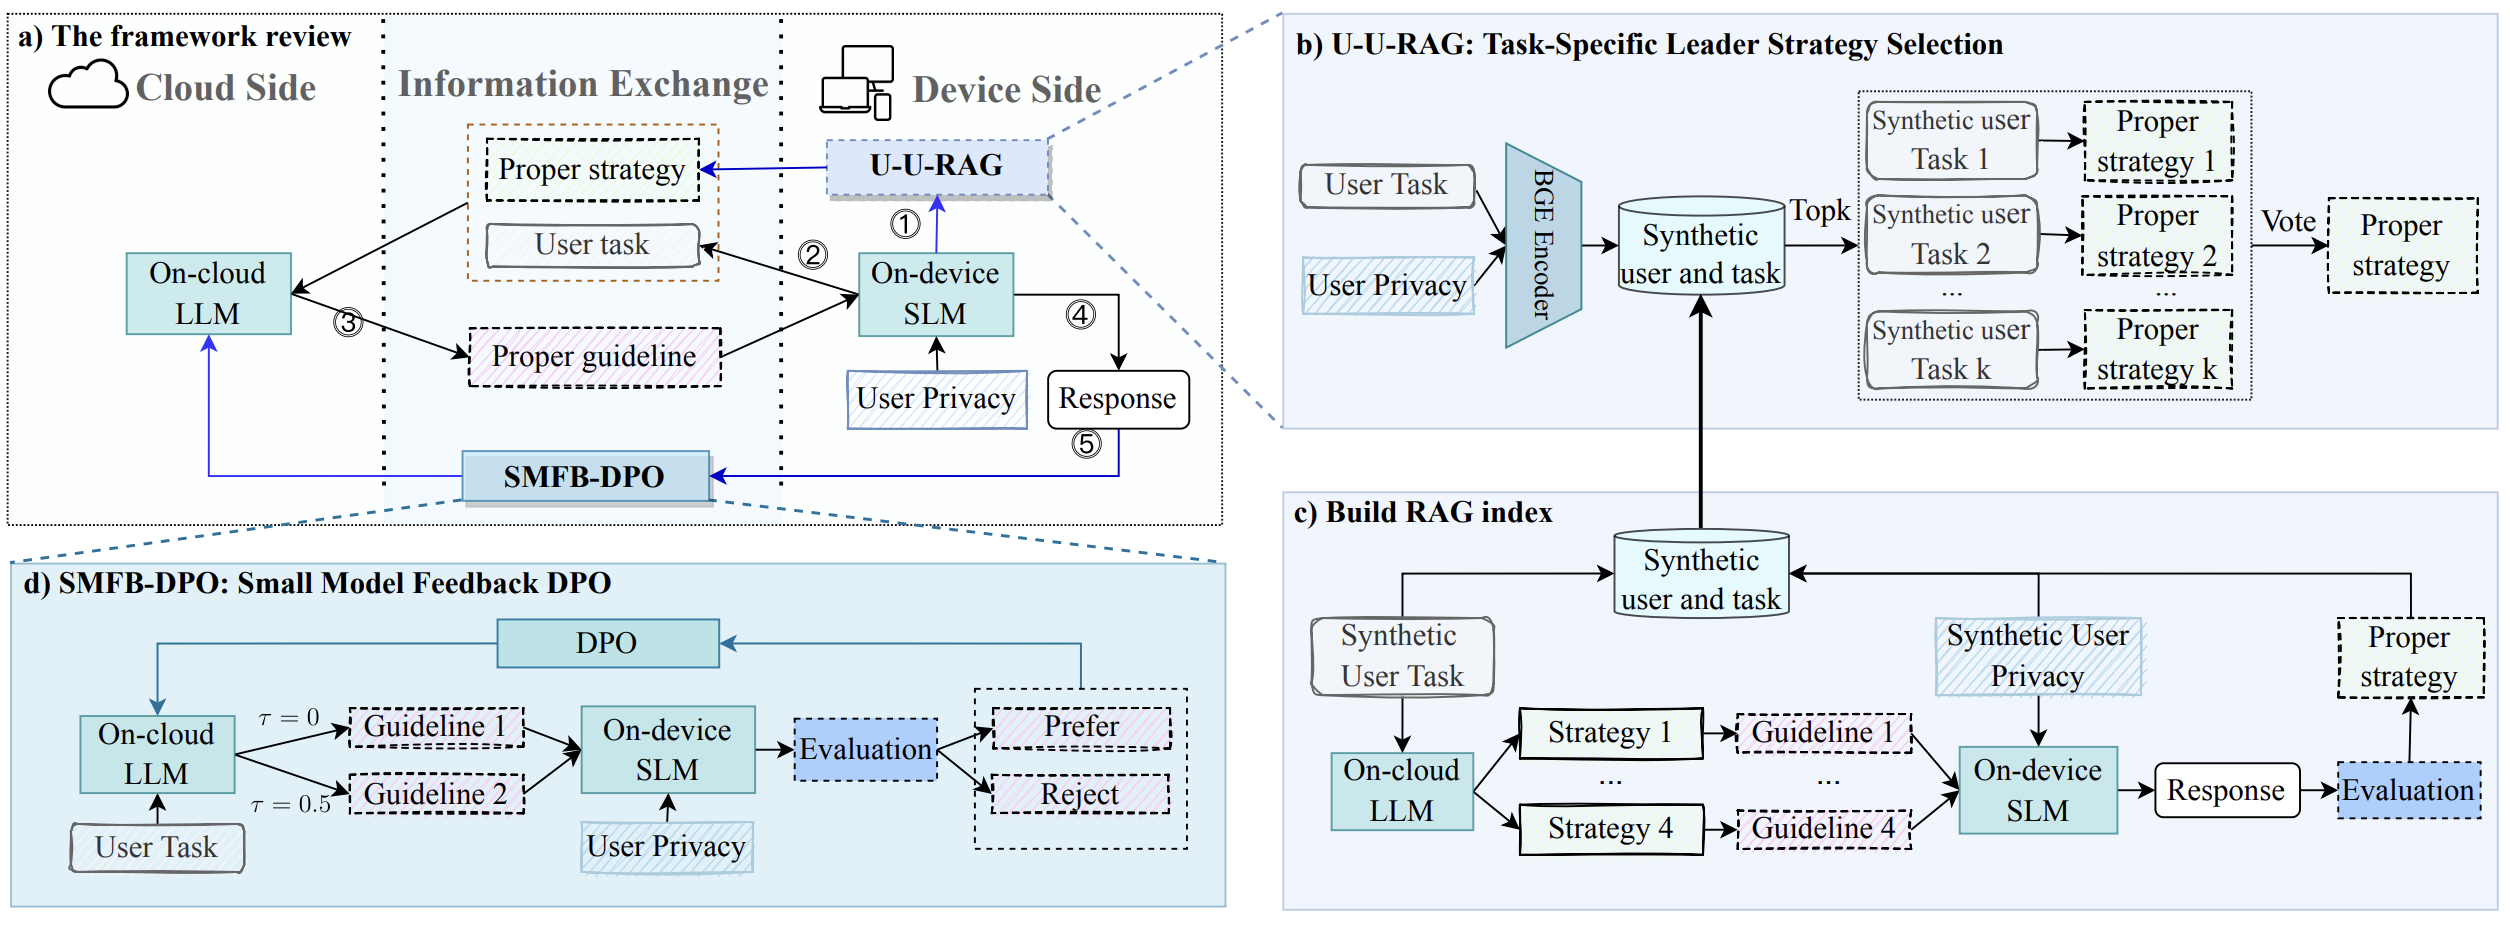 a) The framework review
Cloud Side
Information Exchange
Device Side
Proper strategy
U-U-RAG
①
User task
②
On-cloud
LLM
On-device
SLM
③
④
Proper guideline
User Privacy
Response
⑤
SMFB-DPO
b) U-U-RAG: Task-Specific Leader Strategy Selection
User Task
User Privacy
BGE Encoder
Synthetic
user and task
Topk
Synthetic user
Task 1
Proper
strategy 1
Synthetic user
Task 2
Proper
strategy 2
...
...
Synthetic user
Task k
Proper
strategy k
Vote
Proper
strategy
c) Build RAG index
Synthetic
user and task
Synthetic
User Task
Synthetic User
Privacy
Proper
strategy
On-cloud
LLM
Strategy 1
Guideline 1
...
...
Strategy 4
Guideline 4
On-device
SLM
Response
Evaluation
d) SMFB-DPO: Small Model Feedback DPO
DPO
On-cloud
LLM
τ = 0
Guideline 1
τ = 0.5
Guideline 2
On-device
SLM
Evaluation
Prefer
Reject
User Task
User Privacy